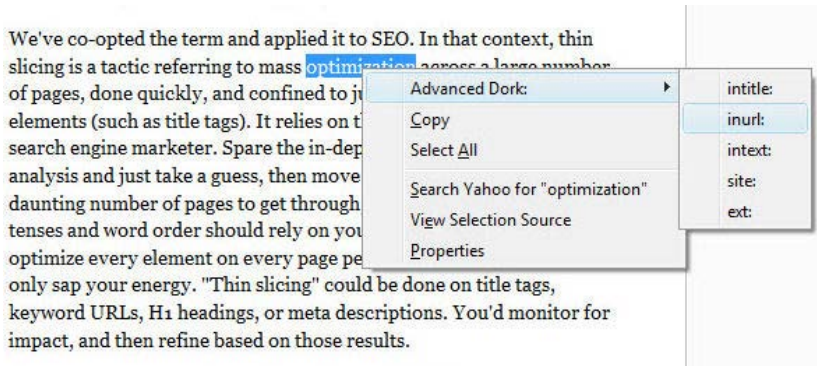 We've co-opted the term and applied it to SEO. In that context, thin
slicing is a tactic referring to mass optimization across a large number
of pages, done quickly, and confined to
elements (such as title tags). It relies on
search engine marketer. Spare the
analysis and just take a guess, then move
daunting number of pages to get through
tenses and word order should rely on
optimize every element on every page
only sap your energy. "Thin slicing" could be done on title tags,
keyword URLs, H1 headings, or meta descriptions. You'd monitor for
impact, and then refine based on those results.
Advanced Dork:
Copy
Select All
Search Yahoo for "optimization"
View Selection Source
Properties
intitle:
inurl:
intext:
site:
ext: